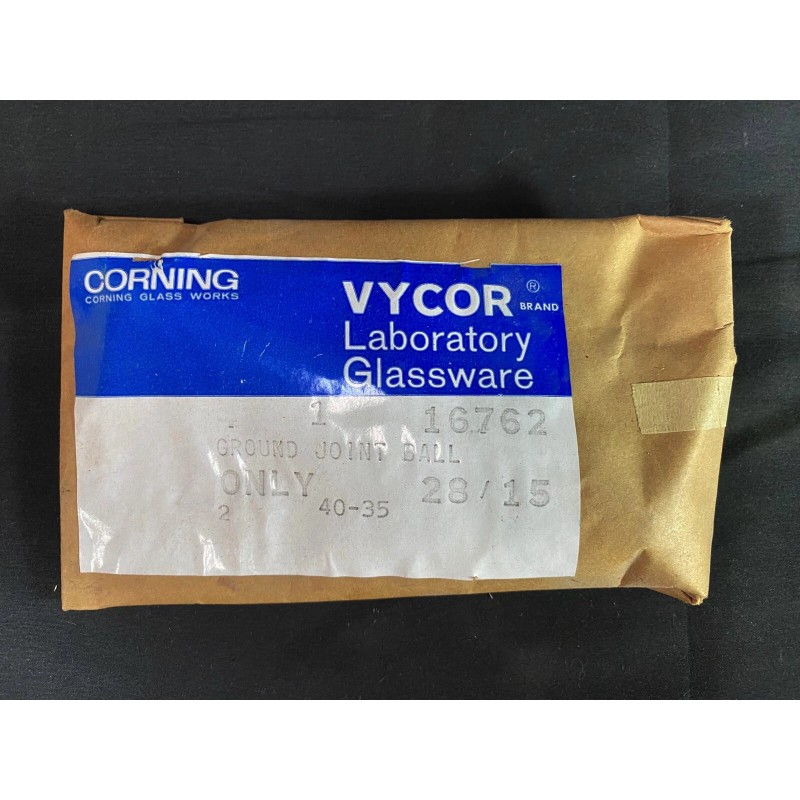 CORNING
CORNING GLASS WORKS
VYCOR ® BRAND
Laboratory
Glassware
1 16762
GROUND JOINT BALL
ONLY 28/15
2 40-35